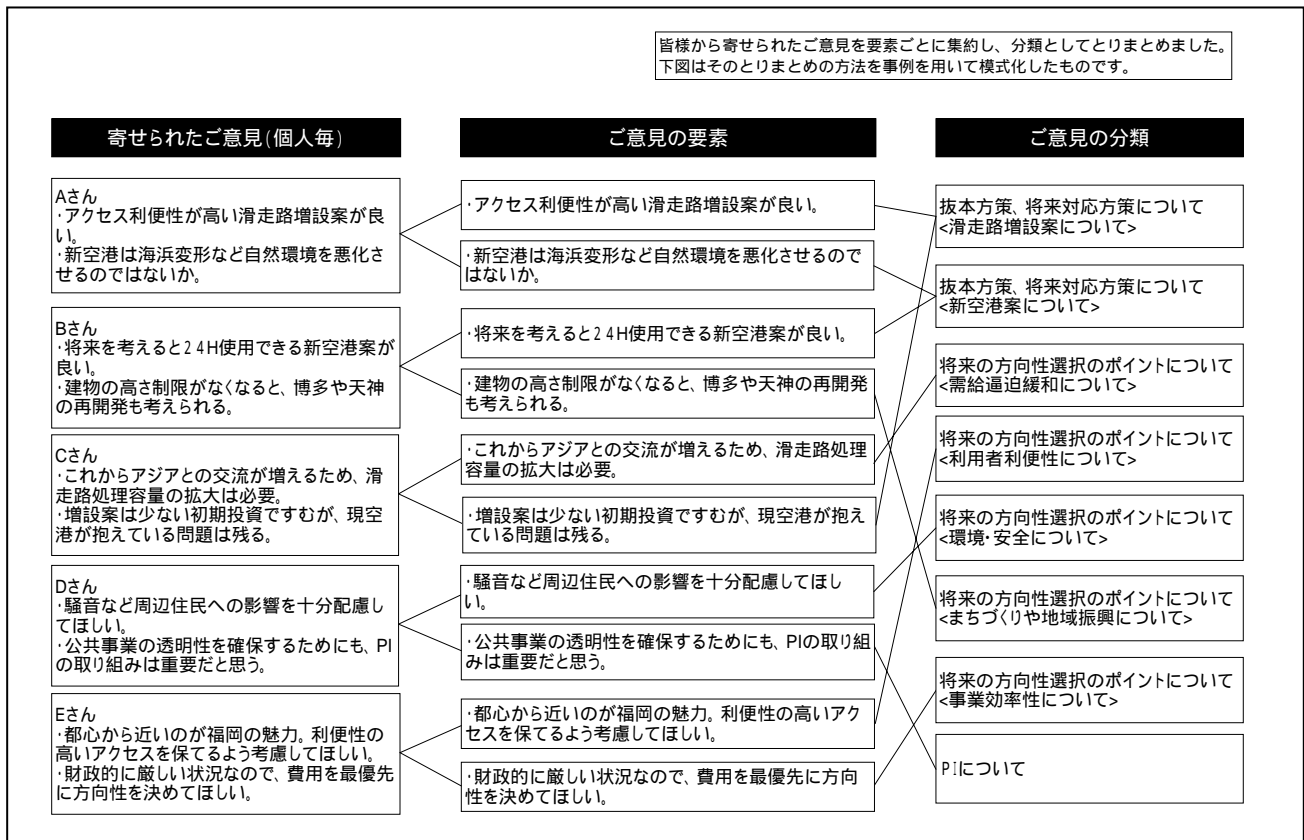 皆様から寄せられたご意見を要素ごとに集約し、分類としてとりまとめました。
下図はそのとりまとめの方法を事例を用いて模式化したものです。
寄せられたご意見(個人毎)
Aさん
・アクセス利便性が高い滑走路増設案が良
い。
・新空港は海浜変形など自然環境を悪化さ
せるのではないか。
Bさん
・将来を考えると24H使用できる新空港案が
良い。
・建物の高さ制限がなくなると、博多や天神
の再開発も考えられる。
Cさん
・これからアジアとの交流が増えるため、滑
走路処理容量の拡大は必要。
・増設案は少ない初期投資ですむが、現空
港が抱えている問題は残る。
Dさん
・騒音など周辺住民への影響を十分配慮し
てほしい。
・公共事業の透明性を確保するためにも、PI
の取り組みは重要だと思う。
Eさん
・都心から近いのが福岡の魅力。利便性の
高いアクセスを保てるよう考慮してほしい。
・財政的に厳しい状況なので、費用を最優先
に方向性を決めてほしい。
ご意見の要素
・アクセス利便性が高い滑走路増設案が良い。
・新空港は海浜変形など自然環境を悪化させるので
はないか。
・将来を考えると24H使用できる新空港案が良い。
・建物の高さ制限がなくなると、博多や天神の再開発
も考えられる。
・これからアジアとの交流が増えるため、滑走路処理
容量の拡大は必要。
・増設案は少ない初期投資ですむが、現空港が抱え
ている問題は残る。
・騒音など周辺住民への影響を十分配慮してほし
い。
・公共事業の透明性を確保するためにも、PIの取り組
みは重要だと思う。
・都心から近いのが福岡の魅力。利便性の高いアク
セスを保てるよう考慮してほしい。
・財政的に厳しい状況なので、費用を最優先に方向
性を決めてほしい。
ご意見の分類
抜本方策、将来対応方策について
<滑走路増設案について>
抜本方策、将来対応方策について
<新空港案について>
将来の方向性選択のポイントについて
<需給逼迫緩和について>
将来の方向性選択のポイントについて
<利用者利便性について>
将来の方向性選択のポイントについて
<環境・安全について>
将来の方向性選択のポイントについて
<まちづくりや地域振興について>
将来の方向性選択のポイントについて
<事業効率性について>
PIについて